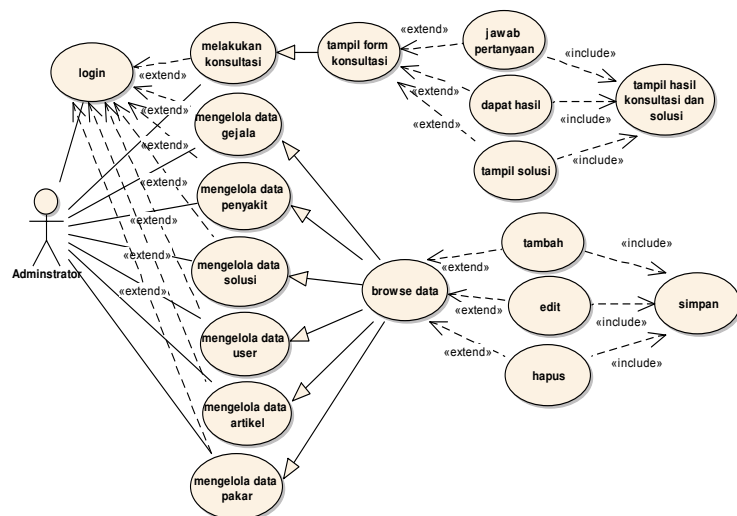 login
melakukan
konsultasi
tampil form
konsultasi
jawab
pertanyaan
dapat hasil
tampil solusi
tampil hasil
konsultasi dan
solusi
«extend»
«extend»
«extend»
«extend»
«include»
«include»
«include»
mengelola data
gejala
mengelola data
penyakit
mengelola data
solusi
mengelola data
user
mengelola data
artikel
mengelola data
pakar
«extend»
«extend»
«extend»
«extend»
Adminstrator
browse data
tambah
edit
hapus
simpan
«extend»
«extend»
«extend»
«include»
«include»
«include»